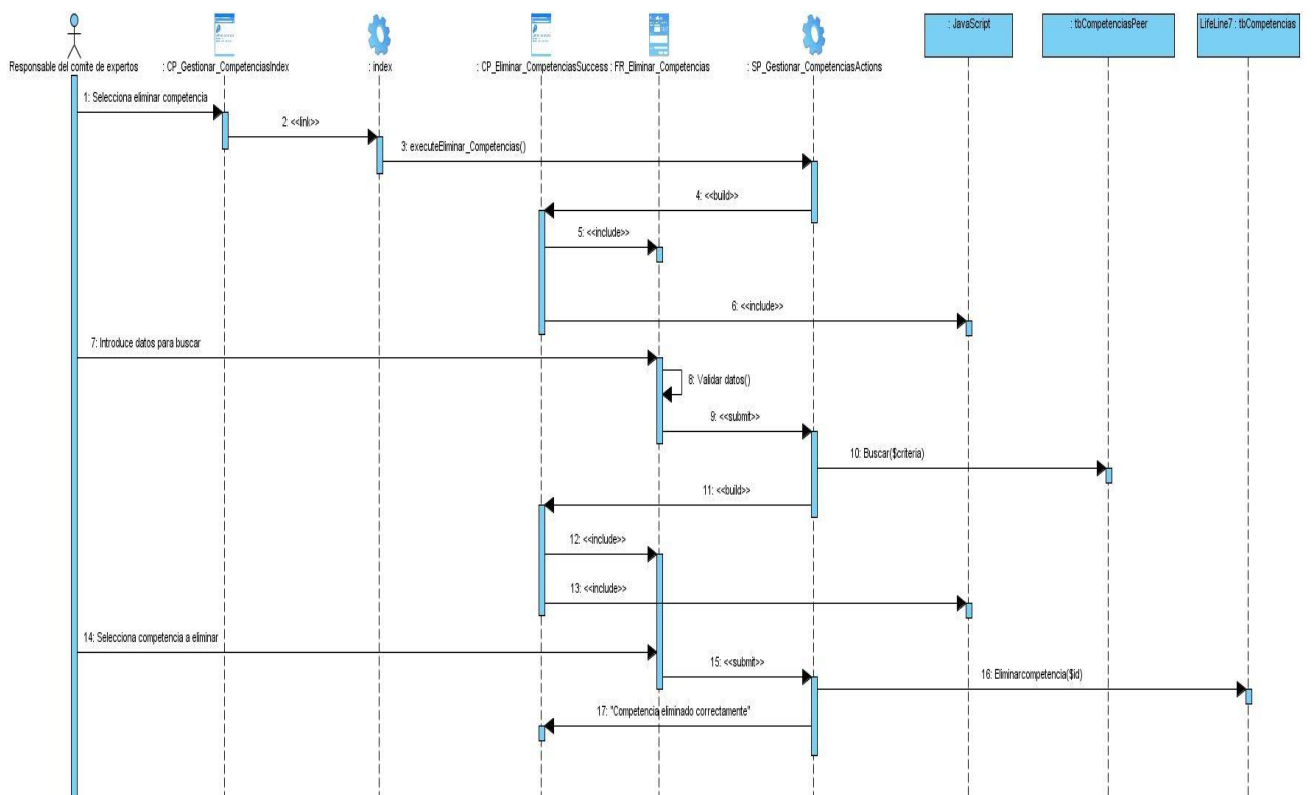 : JavaScript
: tbCompetenciasPeer
LifeLine7 : tbCompetencias
Responsable del comite de expertos
: CP_Gestionar_CompetenciasIndex
: index
: CP_Eliminar_CompetenciasSuccess
: FR_Eliminar_Competencias
: SP_Gestionar_CompetenciasActions
1: Selecciona eliminar competencia
2: <<link>>
3: executeEliminar_Competencias()
4: <<build>>
5: <<include>>
6: <<include>>
7: Introduce datos para buscar
8: Validar datos()
9: <<submit>>
10: Buscar($criteria)
11: <<build>>
12: <<include>>
13: <<include>>
14: Selecciona competencia a eliminar
15: <<submit>>
16: Eliminarcompetencia($id)
17: "Competencia eliminado correctamente"